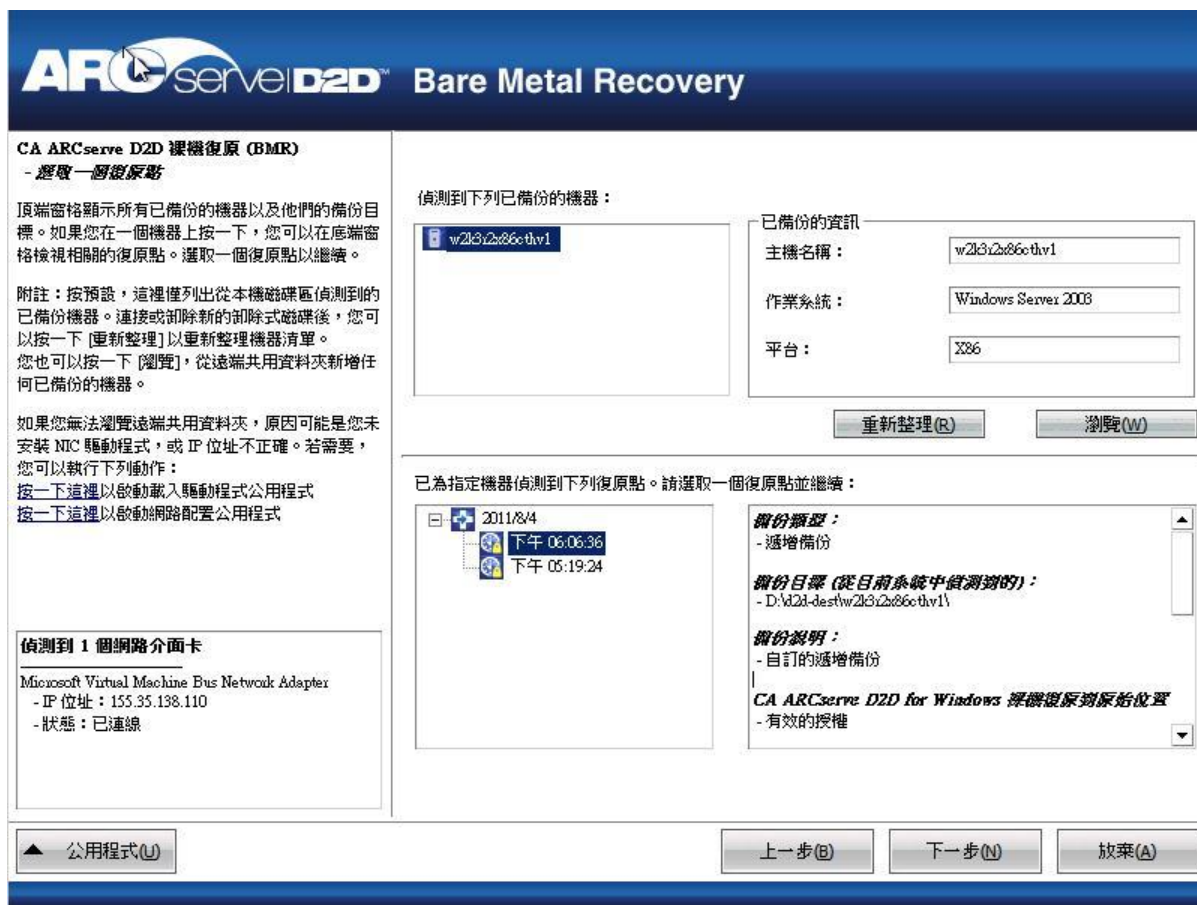 ARCserve D2D™ Bare Metal Recovery
CA ARCserve D2D 裸機復原 (BMR)
- 選取一個復原點
頂端窗格顯示所有已備份的機器以及他們的備份目
標。如果您在一個機器上按一下，您可以在底端窗
格檢視相關的復原點。選取一個復原點以繼續。
附註：按預設，這裡僅列出從本機磁碟區偵測到的
已備份機器。連接或卸除新的卸除式磁碟後，您可
以按一下 [重新整理] 以重新整理機器清單。
您也可以按一下 [瀏覽]，從遠端共用資料夾新增任
何已備份的機器。
如果您無法瀏覽遠端共用資料夾，原因可能是您未
安裝 NIC 驅動程式，或 IP 位址不正確。若需要，
您可以執行下列動作：
按一下這裡以啟動載入驅動程式公用程式
按一下這裡以啟動網路配置公用程式
偵測到 1 個網路介面卡
Microsoft Virtual Machine Bus Network Adapter
- IP 位址：155.35.138.110
- 狀態：已連線
偵測到下列已備份的機器：
w2k3r2x86cthv1
已備份的資訊
主機名稱：
w2k3r2x86cthv1
作業系統：
Windows Server 2003
平台：
X86
重新整理(R)
瀏覽(W)
已為指定機器偵測到下列復原點。請選取一個復原點並繼續：
2011/8/4
下午 06:06:36
下午 05:19:24
備份類型：
- 遞增備份
備份目標 (從目前系統中偵測到的)：
- D:\d2d-dest\w2k3r2x86cthv1\
備份說明：
- 自訂的遞增備份
CA ARCserve D2D for Windows 裸機復原到原始位置
- 有效的授權
公用程式(U)
上一步(B)
下一步(N)
放棄(A)